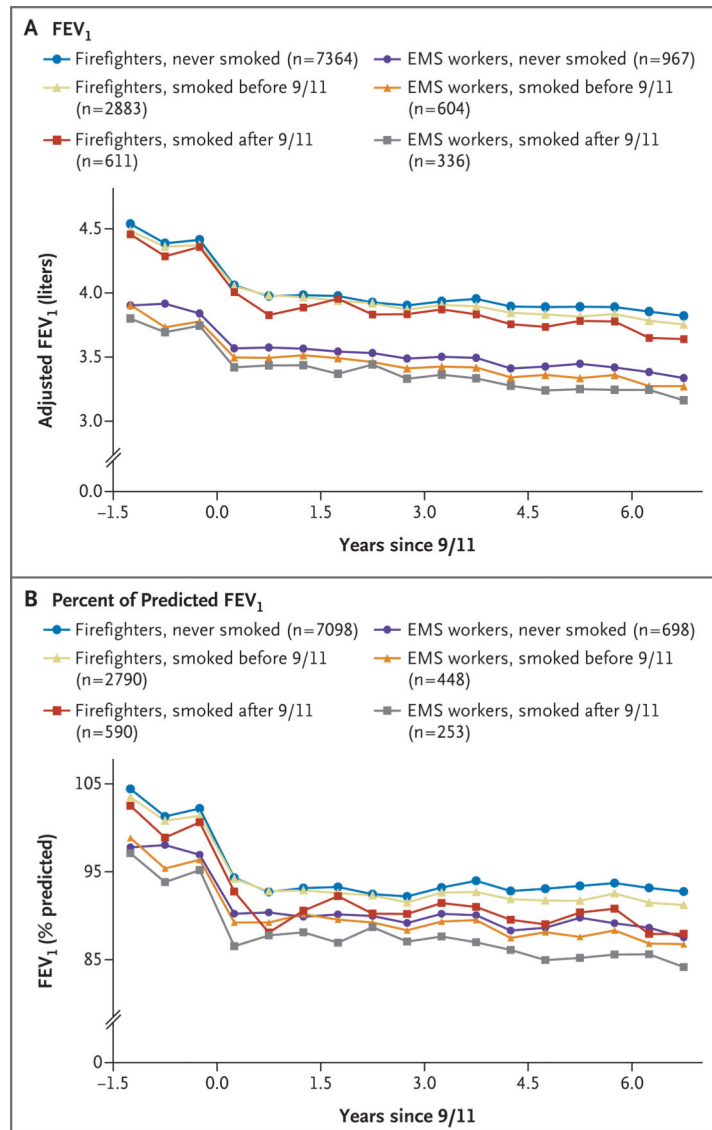 A FEV1
Firefighters, never smoked (n=7364)
EMS workers, never smoked (n=967)
Firefighters, smoked before 9/11
(n=2883)
EMS workers, smoked before 9/11
(n=604)
Firefighters, smoked after 9/11
(n=611)
EMS workers, smoked after 9/11
(n=336)
Adjusted FEV1 (liters)
4.5
4.0
3.5
3.0
0.0
−1.5 0.0 1.5 3.0 4.5 6.0
Years since 9/11
B Percent of Predicted FEV1
Firefighters, never smoked (n=7098)
EMS workers, never smoked (n=698)
Firefighters, smoked before 9/11
(n=2790)
EMS workers, smoked before 9/11
(n=448)
Firefighters, smoked after 9/11
(n=590)
EMS workers, smoked after 9/11
(n=253)
FEV1 (% predicted)
105
95
85
0
−1.5 0.0 1.5 3.0 4.5 6.0
Years since 9/11